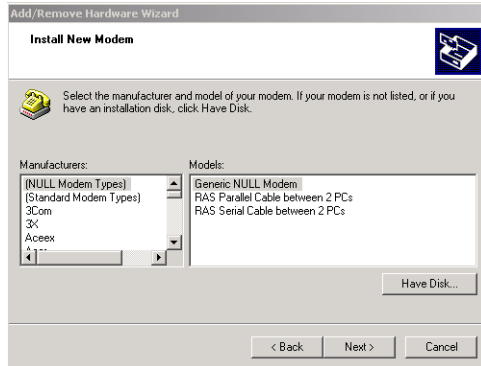 Add/Remove Hardware Wizard
Install New Modem
Select the manufacturer and model of your modem. If your modem is not listed, or if you
have an installation disk, click Have Disk.
Manufacturers:
(NULL Modem Types)
(Standard Modem Types)
3Com
3X
Aceex
Models:
Generic NULL Modem
RAS Parallel Cable between 2 PCs
RAS Serial Cable between 2 PCs
Have Disk...
< Back
Next >
Cancel